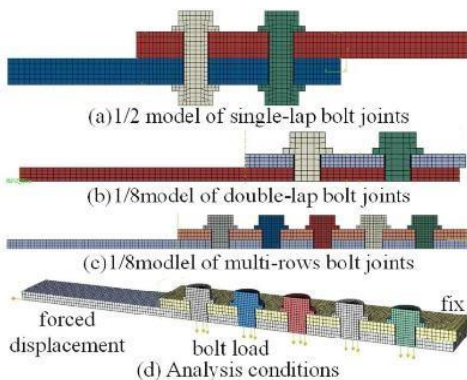 (a)1/2 model of single-lap bolt joints
(b) 1/8model of double-lap bolt joints
(c) 1/8modlel of multi-rows bolt joints
fix
forced
displacement
bolt load
(d) Analysis conditions